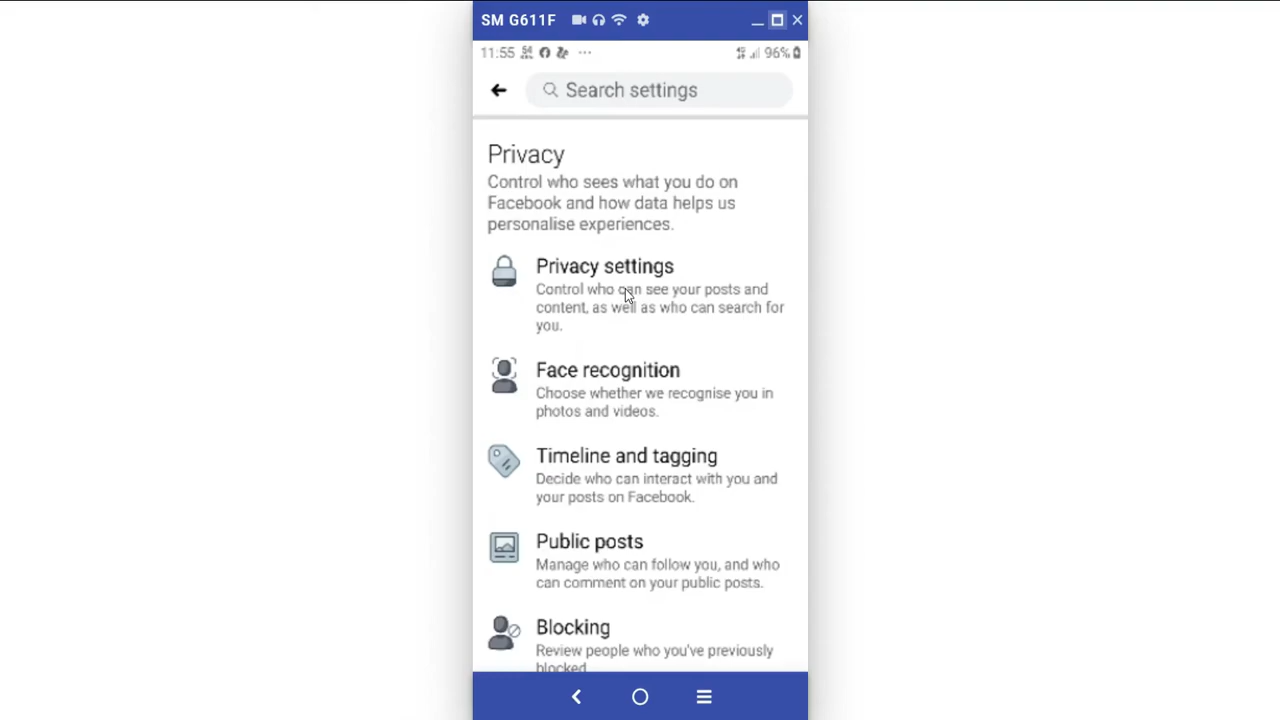 SM G611F
11:55 96%
Search settings
Privacy
Control who sees what you do on
Facebook and how data helps us
personalise experiences.
Privacy settings
Control who can see your posts and
content, as well as who can search for
you.
Face recognition
Choose whether we recognise you in
photos and videos.
Timeline and tagging
Decide who can interact with you and
your posts on Facebook.
Public posts
Manage who can follow you, and who
can comment on your public posts.
Blocking
Review people who you've previously
blocked